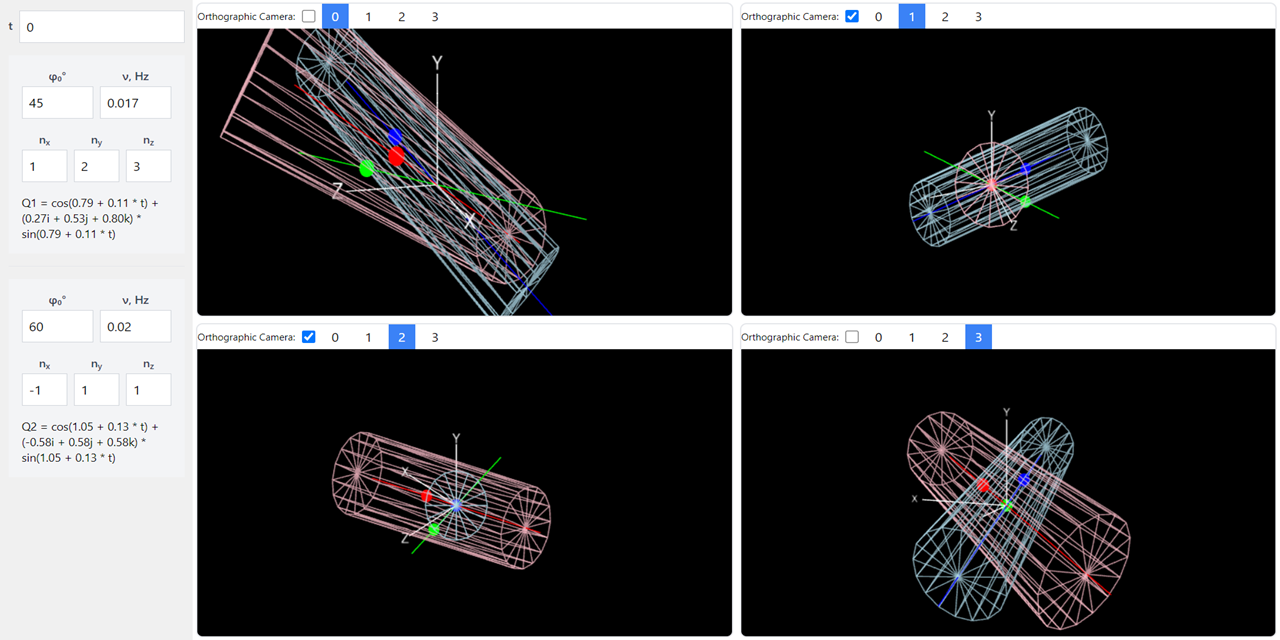 t
0
φ₀° ν, Hz
45 0.017
nₓ nᵧ n_z
1 2 3
Q1 = cos(0.79 + 0.11 * t) +
(0.27i + 0.53j + 0.80k) *
sin(0.79 + 0.11 * t)
φ₀° ν, Hz
60 0.02
nₓ nᵧ n_z
-1 1 1
Q2 = cos(1.05 + 0.13 * t) +
(-0.58i + 0.58j + 0.58k) *
sin(1.05 + 0.13 * t)
Orthographic Camera: 0 1 2 3
Y
Z
X
Orthographic Camera: 0 1 2 3
Y
Z
Orthographic Camera: 0 1 2 3
Y
X
Z
Orthographic Camera: 0 1 2 3
Y
X